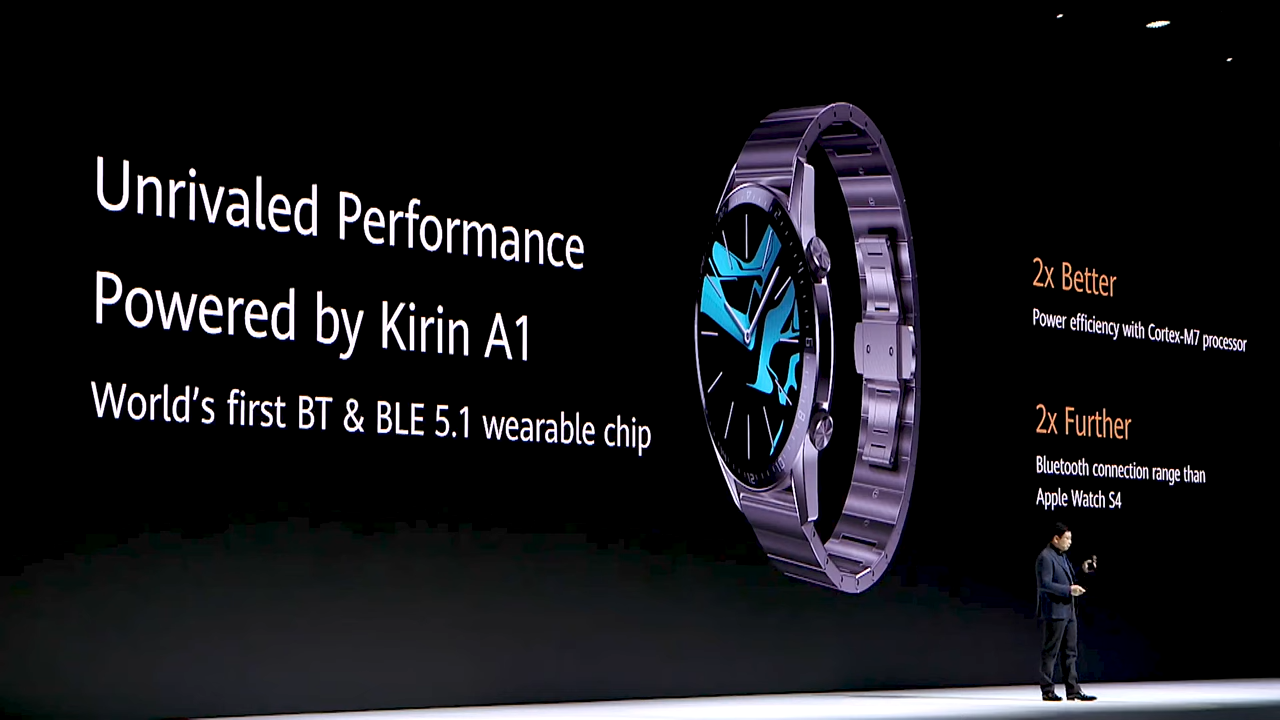 Unrivaled Performance
Powered by Kirin A1
World's first BT & BLE 5.1 wearable chip
2x Better
Power efficiency with Cortex-M7 processor
2x Further
Bluetooth connection range than
Apple Watch S4